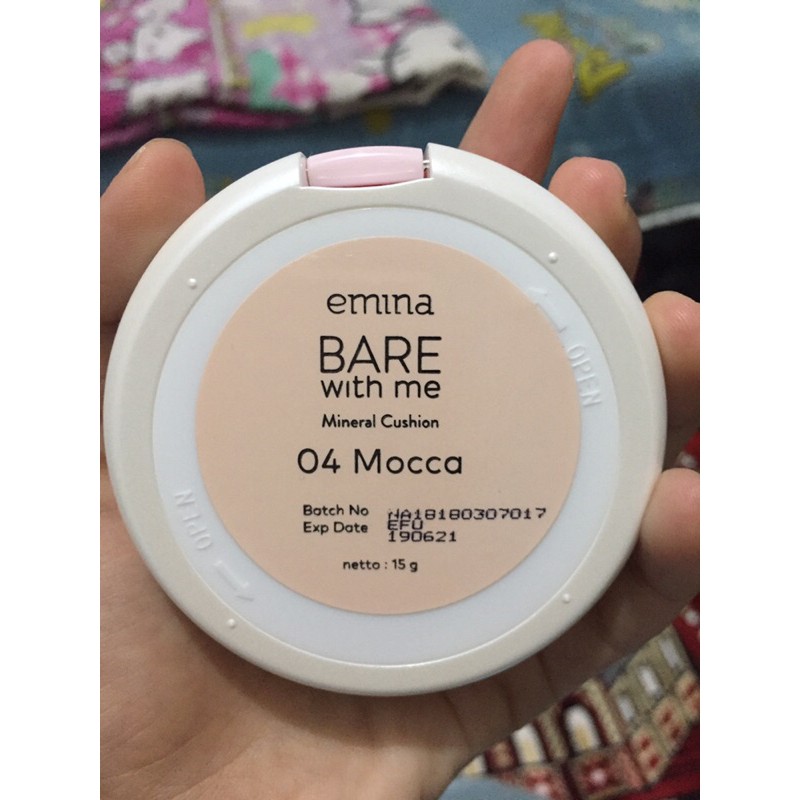 emina
BARE
with me
Mineral Cushion
04 Mocca
Batch No NA18180307017
EFU
Exp Date 190621
netto : 15 g
OPEN
OPEN